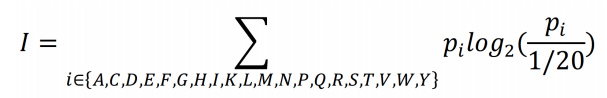 I = ∑ i∈{A,C,D,E,F,G,H,I,K,L,M,N,P,Q,R,S,T,V,W,Y} p_i log_2(p_i / 1/20)